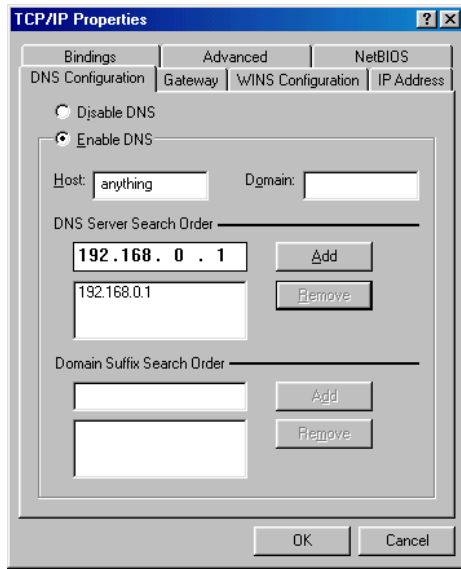 TCP/IP Properties ? x
Bindings Advanced NetBIOS
DNS Configuration Gateway WINS Configuration IP Address
Disable DNS
Enable DNS
Host: anything Domain:
DNS Server Search Order
192.168. 0 . 1 Add
192.168.0.1 Remove
Domain Suffix Search Order
Add
Remove
OK Cancel